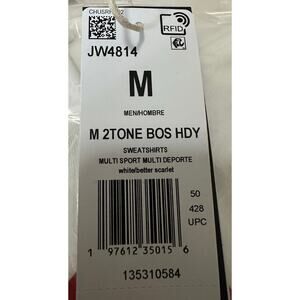 RFID
JW4814
M
MEN/HOMBRE
M 2TONE BOS HDY
SWEATSHIRTS
MULTI SPORT MULTI DEPORTE
white/better scarlet
50
428
UPC
1 97612 35015 6
135310584